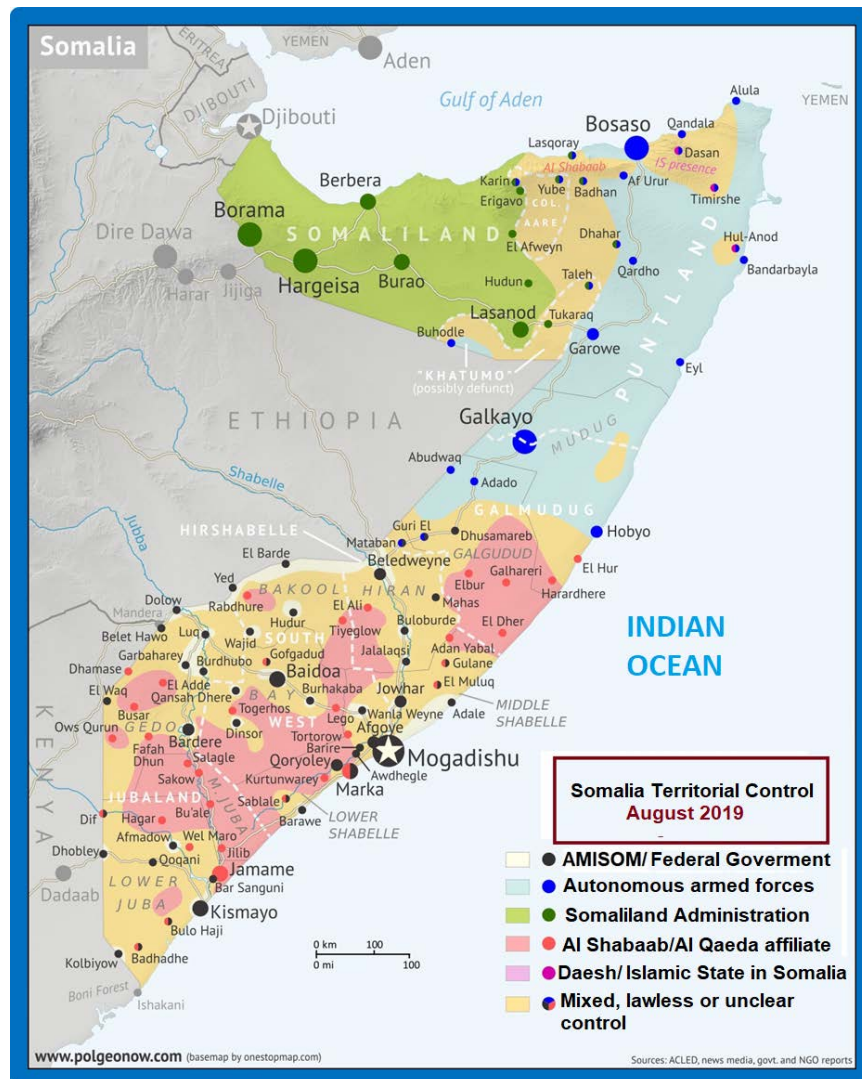 Somalia
ERITREA
YEMEN
Aden
DJIBOUTI
Djibouti
Gulf of Aden
Alula
YEMEN
Bosaso
Qandala
Lasqoray
Dasan
Al Shabaab
IS presence
Karin
Yube
Badhan
Af Urur
Timirshe
Berbera
Erigavo
COL.
AARE
Borama
SOMALILAND
El Afweyn
Dhahar
Hul-Anod
Dire Dawa
Qardho
Bandarbayla
Harar
Jijiga
Hargeisa
Burao
Hudun
Taleh
PUNTLAND
Lasanod
Tukaraq
Buhodle
Garowe
Eyl
"KHATUMO"
(possibly defunct)
ETHIOPIA
Galkayo
MUDUG
Shabelle
Abudwaq
Adado
Jubba
GALMUDUG
HIRSHABELLE
Guri El
Mataban
Dhusamareb
Hobyo
El Barde
Beledweyne
GALGUDUD
Yed
El Hur
Galhareri
Elbur
Harardhere
BAKOOL
HIRAN
Dolow
Rabdhure
El Ali
Mahas
Mandera
Hudur
Tiyeglow
Buloburde
El Dher
Belet Hawo
Luq
Wajid
SOUTH
Jalalaqsi
Adan Yabal
Garbaharey
Gofgadud
Gulane
Dhamase
Burdhubo
Baidoa
El Muluq
El Waq
El Adde
Qansah Dhere
BAY
Burhakaba
Jowhar
MIDDLE
SHABELLE
Busar
Togerhos
Lego
Wanla Weyne
Adale
Ows Qurun
GEDO
WEST
Dinsor
Afgoye
Tortorow
Bardere
Barire
Mogadishu
Fafah
Dhun
Salagle
Qoryoley
Awdhegle
Sakow
Kurtunwarey
Marka
KENYA
JUBALAND
M. JUBA
Sablale
LOWER
SHABELLE
Dif
Hagar
Bu'ale
Barawe
Afmadow
Wel Maro
Dhobley
Qoqani
Jilib
Dadaab
Jamame
LOWER
JUBA
Bar Sanguni
Kismayo
Bulo Haji
Kolbiyow
Badhadhe
Boni Forest
Ishakani
INDIAN
OCEAN
0 km 100
0 mi 100
Somalia Territorial Control
August 2019
AMISOM/ Federal Goverment
Autonomous armed forces
Somaliland Administration
Al Shabaab/Al Qaeda affiliate
Daesh/ Islamic State in Somalia
Mixed, lawless or unclear
control
www.polgeonow.com (basemap by onestopmap.com)
Sources: ACLED, news media, govt. and NGO reports